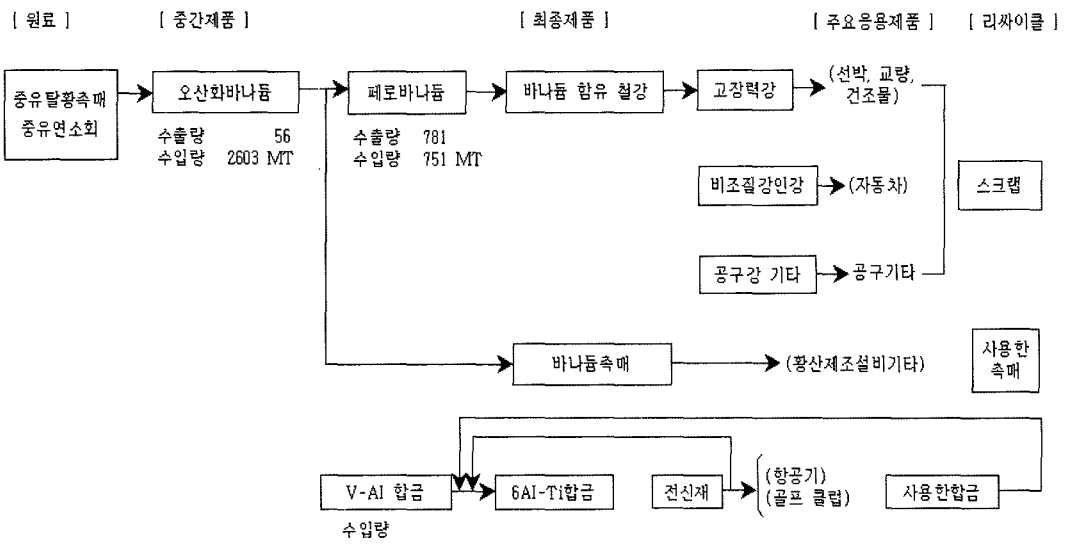 [ 원료 ] [ 중간제품 ] [ 최종제품 ] [ 주요응용제품 ] [ 리싸이클 ]
중유탈황촉매
중유연소회
오산화바나듐
수출량 56
수입량 2603 MT
페로바나듐
수출량 781
수입량 751 MT
바나듐 함유 철강
고장력강
(선박, 교량,
건조물)
비조질강인강
(자동차)
스크랩
공구강 기타
공구기타
바나듐촉매
(황산제조설비기타)
사용한
촉매
V-Al 합금
수입량
6Al-Ti합금
전신재
(항공기)
(골프 클럽)
사용한합금